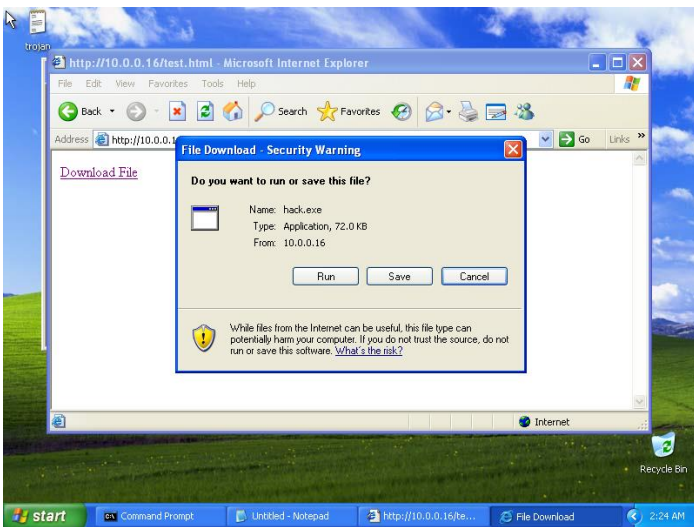 trojan
http://10.0.0.16/test.html - Microsoft Internet Explorer
File Edit View Favorites Tools Help
Back Search Favorites
Address http://10.0.0.1 Go Links »
Download File
File Download - Security Warning
Do you want to run or save this file?
Name: hack.exe
Type: Application, 72.0 KB
From: 10.0.0.16
Run Save Cancel
While files from the Internet can be useful, this file type can
potentially harm your computer. If you do not trust the source, do not
run or save this software. What's the risk?
Internet
Recycle Bin
start Command Prompt Untitled - Notepad http://10.0.0.16/te... File Download 2:24 AM